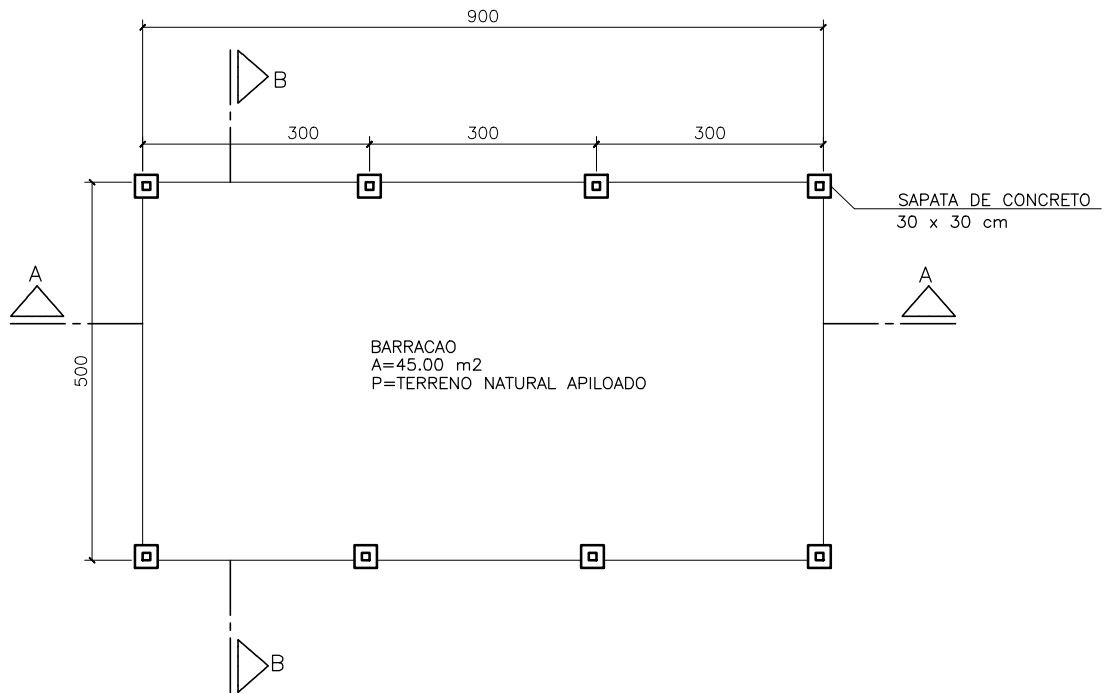 900
B
300
300
300
SAPATA DE CONCRETO
30 x 30 cm
A
A
BARRACAO
A=45.00 m2
P=TERRENO NATURAL APILOADO
500
B